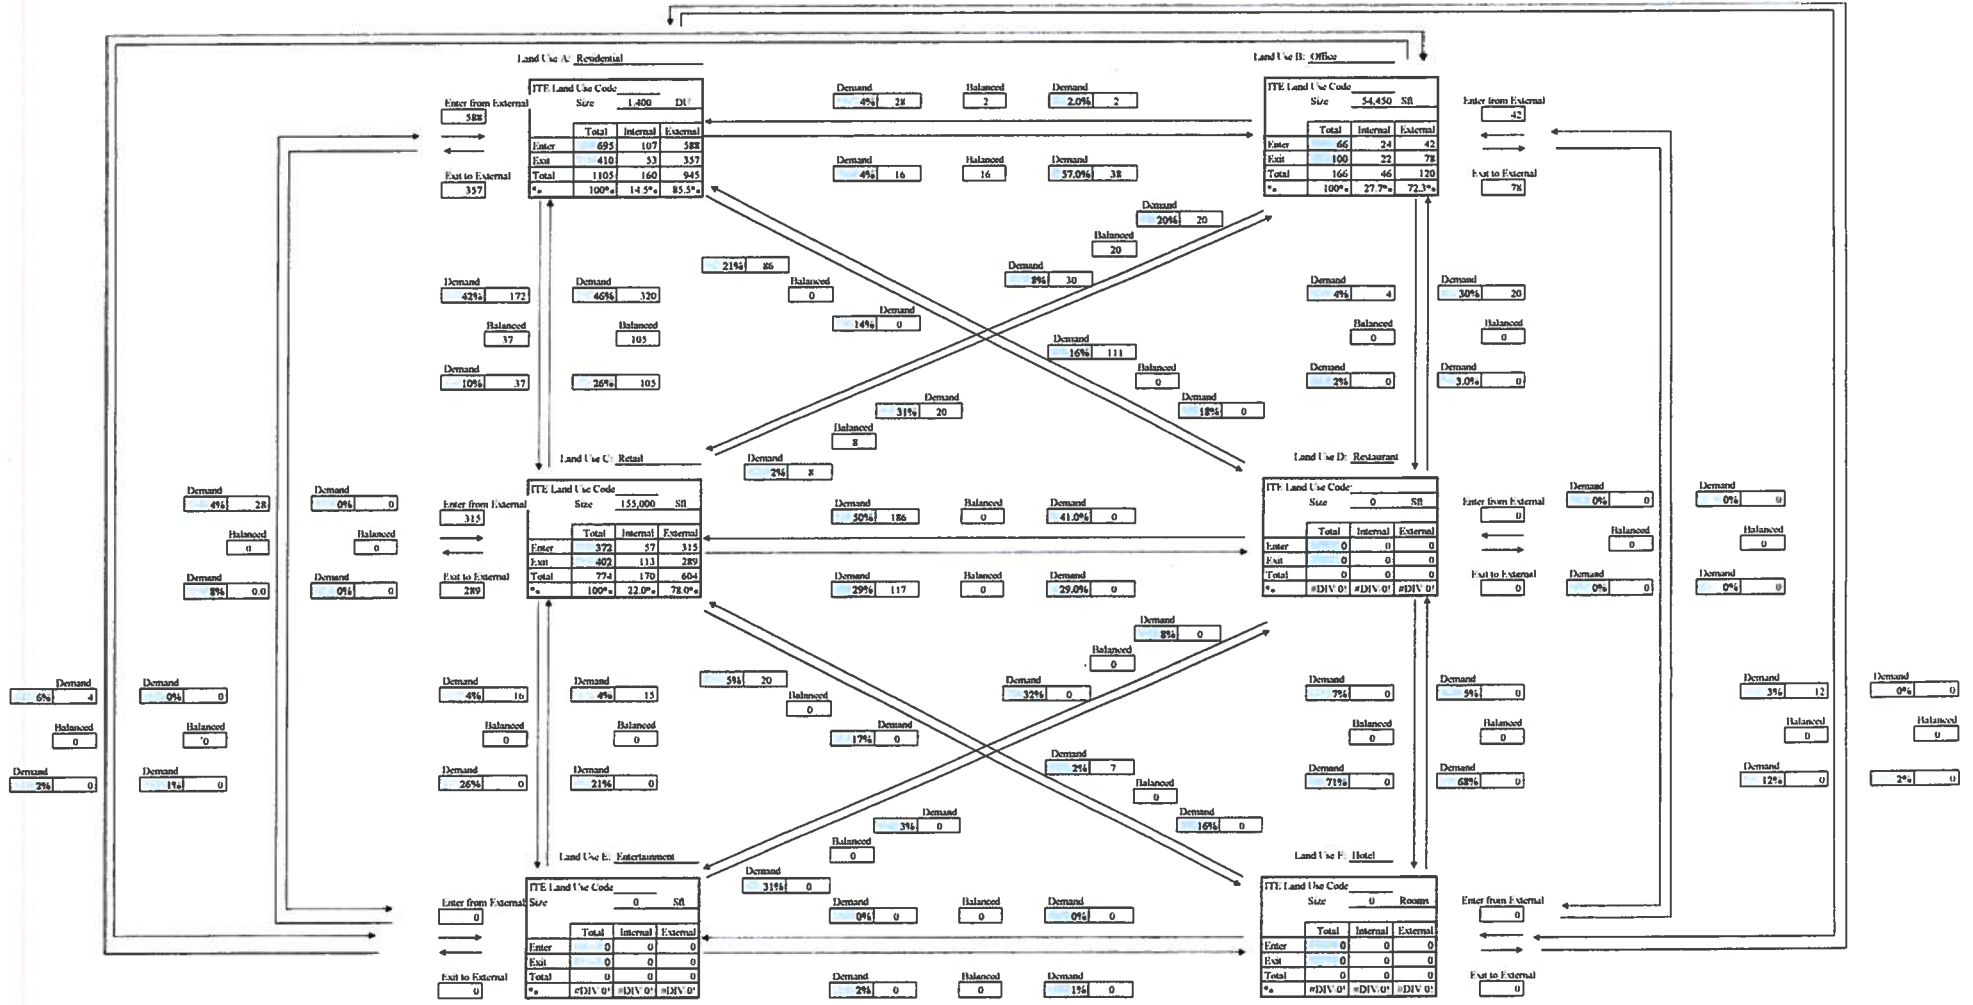 Land Use A: Residential
Land Use B: Office
ITE Land Use Code
Size 1,400 DU
Total Internal External
Enter 695 107 588
Exit 410 53 357
Total 1105 160 945
% 100% 14.5% 85.5%
Enter from External
588
Exit to External
357
Demand Balanced Demand
4% 28 2 2.0% 2
Demand Balanced Demand
4% 16 16 57.0% 38
ITE Land Use Code
Size 54,450 Sft
Total Internal External
Enter 66 24 42
Exit 100 22 78
Total 166 46 120
% 100% 27.7% 72.3%
Enter from External
42
Exit to External
78
Demand
42% 172
Balanced
37
Demand
10% 37
Demand
46% 320
Balanced
105
26% 105
21% 86
Balanced
0
Demand
14% 0
Demand
20% 20
Balanced
20
Demand
8% 30
Demand
16% 111
Balanced
0
Demand
18% 0
Demand
31% 20
Balanced
8
Demand
2% 8
Demand
4% 4
Balanced
0
Demand
2% 0
Demand
30% 20
Balanced
0
Demand
3.0% 0
Land Use C: Retail
Land Use D: Restaurant
Demand
4% 28
Balanced
0
Demand
8% 0.0
Demand
0% 0
Balanced
0
Demand
0% 0
Enter from External
315
Exit to External
289
ITE Land Use Code
Size 155,000 Sft
Total Internal External
Enter 372 57 315
Exit 402 113 289
Total 774 170 604
% 100% 22.0% 78.0%
Demand Balanced Demand
50% 186 0 41.0% 0
Demand Balanced Demand
29% 117 0 29.0% 0
ITE Land Use Code
Size 0 Sft
Total Internal External
Enter 0 0 0
Exit 0 0 0
Total 0 0 0
% #DIV/0! #DIV/0! #DIV/0!
Enter from External
0
Exit to External
0
Demand
0% 0
Balanced
0
Demand
0% 0
Demand
0% 0
Balanced
0
Demand
0% 0
Demand
6% 4
Balanced
0
Demand
2% 0
Demand
0% 0
Balanced
0
Demand
1% 0
Demand
4% 16
Balanced
0
Demand
26% 0
Demand
4% 15
Balanced
0
Demand
21% 0
5% 20
Balanced
0
Demand
17% 0
Demand
8% 0
Balanced
0
Demand
32% 0
Demand
2% 7
Balanced
0
Demand
16% 0
Demand
3% 0
Balanced
0
Demand
31% 0
Demand
7% 0
Balanced
0
Demand
71% 0
Demand
5% 0
Balanced
0
Demand
68% 0
Demand
3% 12
Balanced
0
Demand
12% 0
Demand
0% 0
Balanced
0
2% 0
Land Use E: Entertainment
Land Use F: Hotel
Enter from External
0
Exit to External
0
ITE Land Use Code
Size 0 Sft
Total Internal External
Enter 0 0 0
Exit 0 0 0
Total 0 0 0
% #DIV/0! #DIV/0! #DIV/0!
Demand Balanced Demand
0% 0 0 0% 0
Demand Balanced Demand
2% 0 0 1% 0
ITE Land Use Code
Size 0 Rooms
Total Internal External
Enter 0 0 0
Exit 0 0 0
Total 0 0 0
% #DIV/0! #DIV/0! #DIV/0!
Enter from External
0
Exit to External
0